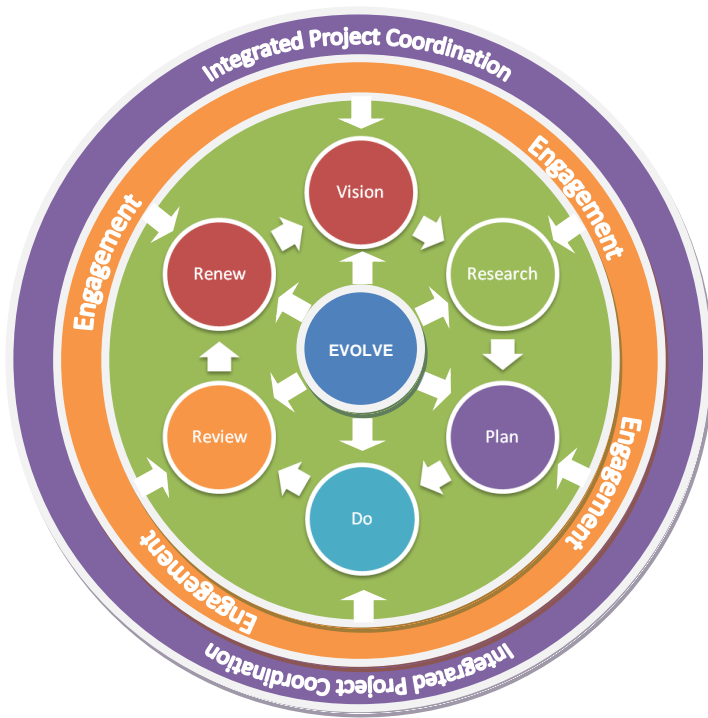 Integrated Project Coordination
Engagement
Engagement
Vision
Renew
Research
EVOLVE
Review
Plan
Do
Engagement
Engagement
Integrated Project Coordination